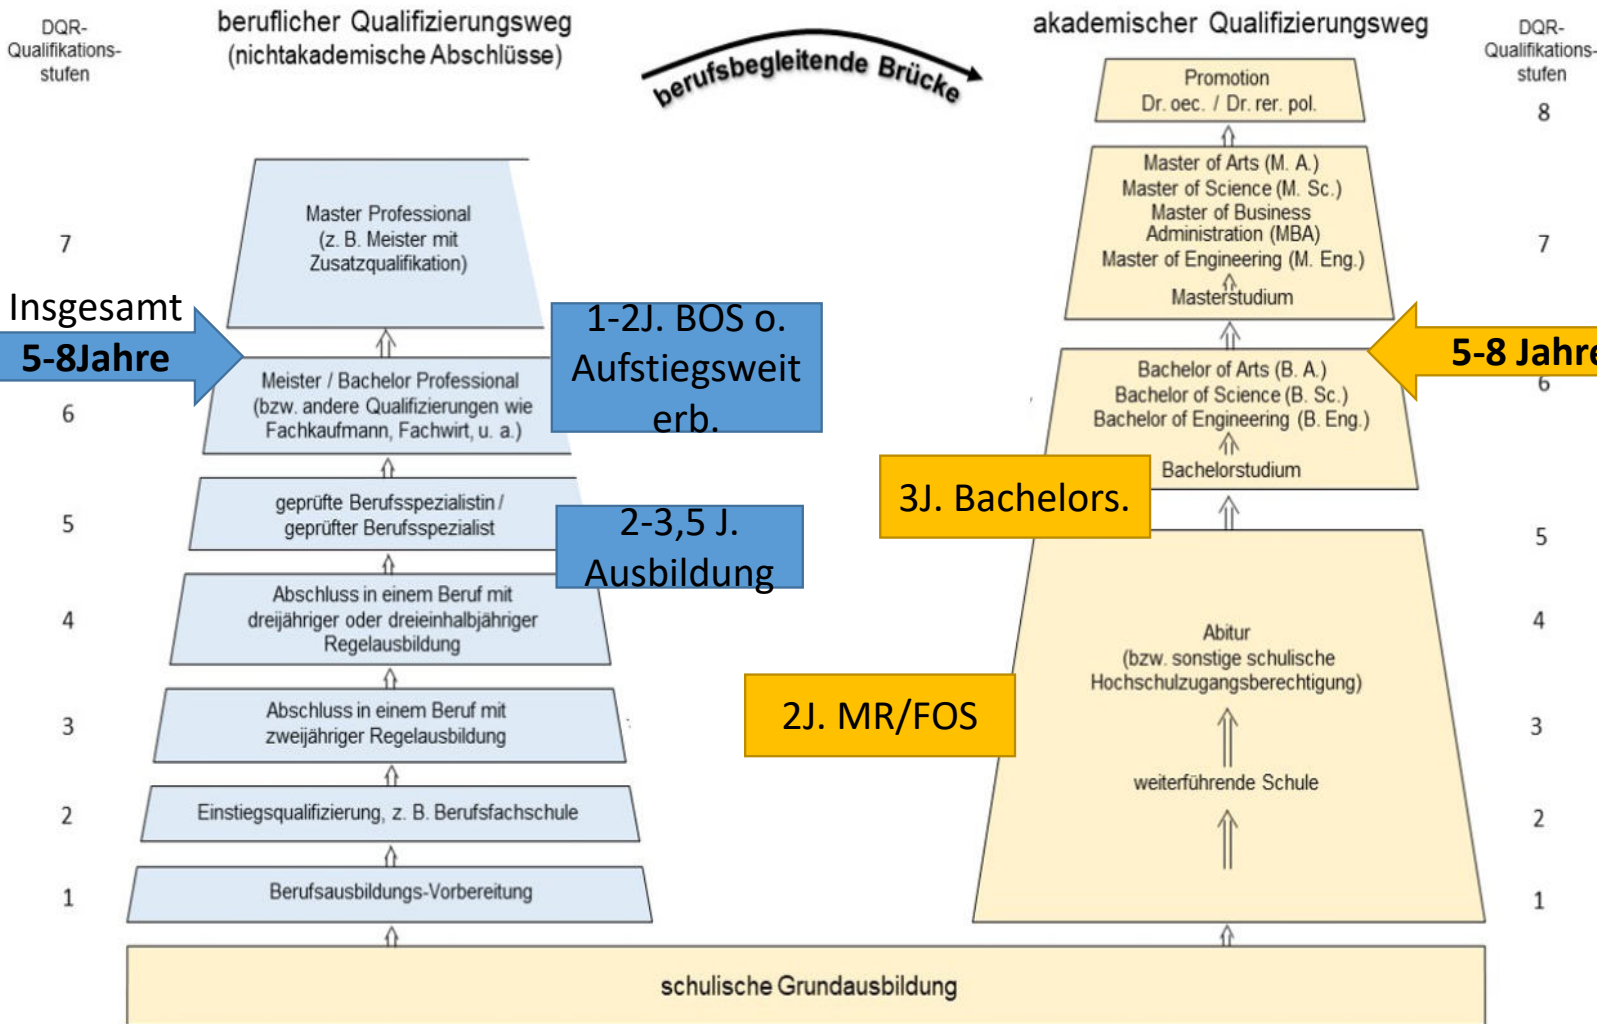 DQR-
Qualifikations-
stufen
beruflicher Qualifizierungsweg
(nichtakademische Abschlüsse)
berufsbegleitende Brücke
akademischer Qualifizierungsweg
DQR-
Qualifikations-
stufen
Promotion
Dr. oec. / Dr. rer. pol.
8
Master Professional
(z. B. Meister mit
Zusatzqualifikation)
7
Master of Arts (M. A.)
Master of Science (M. Sc.)
Master of Business
Administration (MBA)
Master of Engineering (M. Eng.)
Masterstudium
7
Insgesamt
5-8Jahre
1-2J. BOS o.
Aufstiegsweit
erb.
5-8 Jahre
Meister / Bachelor Professional
(bzw. andere Qualifizierungen wie
Fachkaufmann, Fachwirt, u. a.)
6
Bachelor of Arts (B. A.)
Bachelor of Science (B. Sc.)
Bachelor of Engineering (B. Eng.)
Bachelorstudium
6
3J. Bachelors.
geprüfte Berufsspezialistin /
geprüfter Berufsspezialist
5
2-3,5 J.
Ausbildung
5
Abschluss in einem Beruf mit
dreijähriger oder dreieinhalbjähriger
Regelausbildung
4
Abitur
(bzw. sonstige schulische
Hochschulzugangsberechtigung)
4
2J. MR/FOS
Abschluss in einem Beruf mit
zweijähriger Regelausbildung
3
3
weiterführende Schule
Einstiegsqualifizierung, z. B. Berufsfachschule
2
2
Berufsausbildungs-Vorbereitung
1
1
schulische Grundausbildung